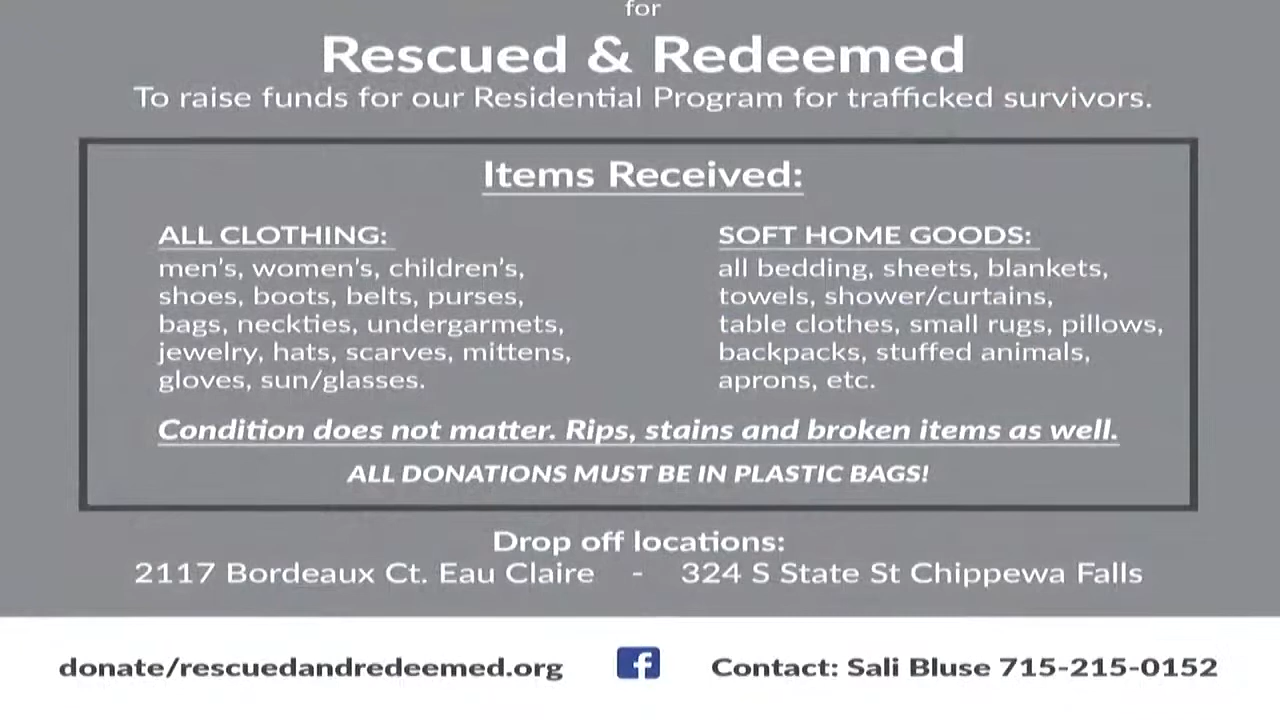 for
Rescued & Redeemed
To raise funds for our Residential Program for trafficked survivors.
Items Received:
ALL CLOTHING:
men's, women's, children's,
shoes, boots, belts, purses,
bags, neckties, undergarmets,
jewelry, hats, scarves, mittens,
gloves, sun/glasses.
SOFT HOME GOODS:
all bedding, sheets, blankets,
towels, shower/curtains,
table clothes, small rugs, pillows,
backpacks, stuffed animals,
aprons, etc.
Condition does not matter. Rips, stains and broken items as well.
ALL DONATIONS MUST BE IN PLASTIC BAGS!
Drop off locations:
2117 Bordeaux Ct. Eau Claire - 324 S State St Chippewa Falls
donate/rescuedandredeemed.org f Contact: Sali Bluse 715-215-0152